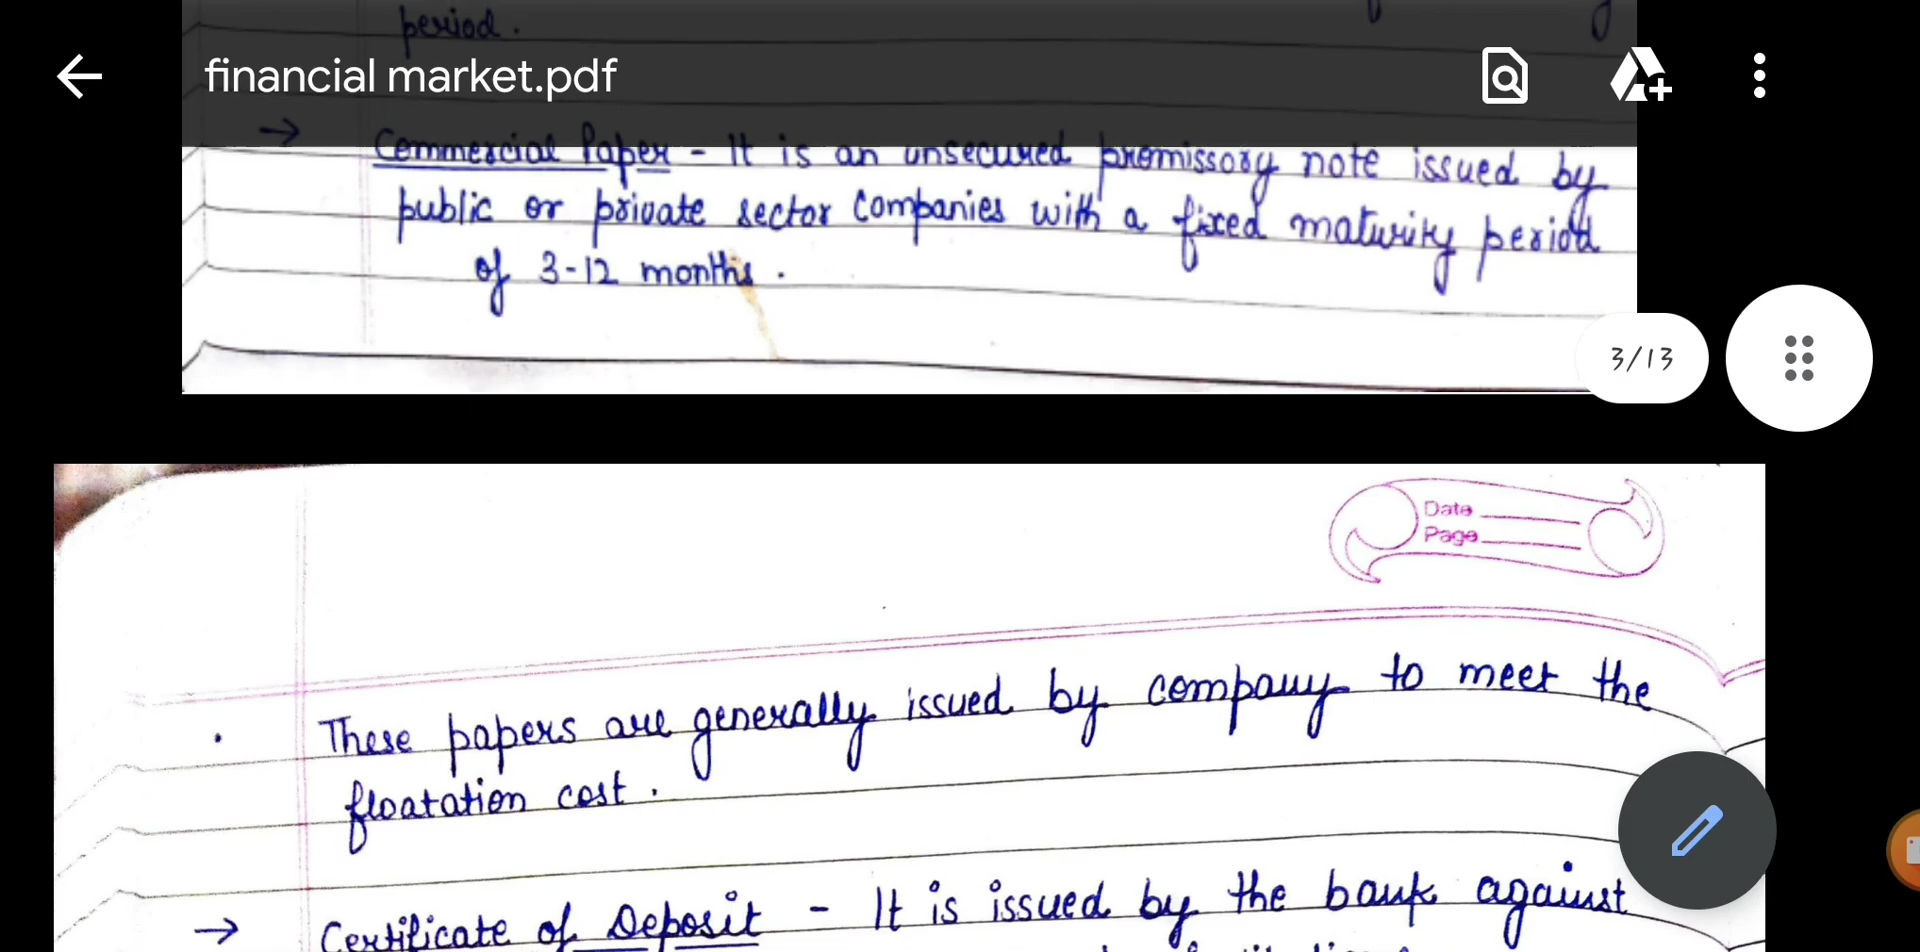 period.
financial market.pdf
→ Commercial Paper - It is an unsecured promissory note issued by
public or private sector companies with a fixed maturity period
of 3-12 months.
3/13
Date
Page
. These papers are generally issued by company to meet the
floatation cost.
→ Certificate of Deposit - It is issued by the bank against